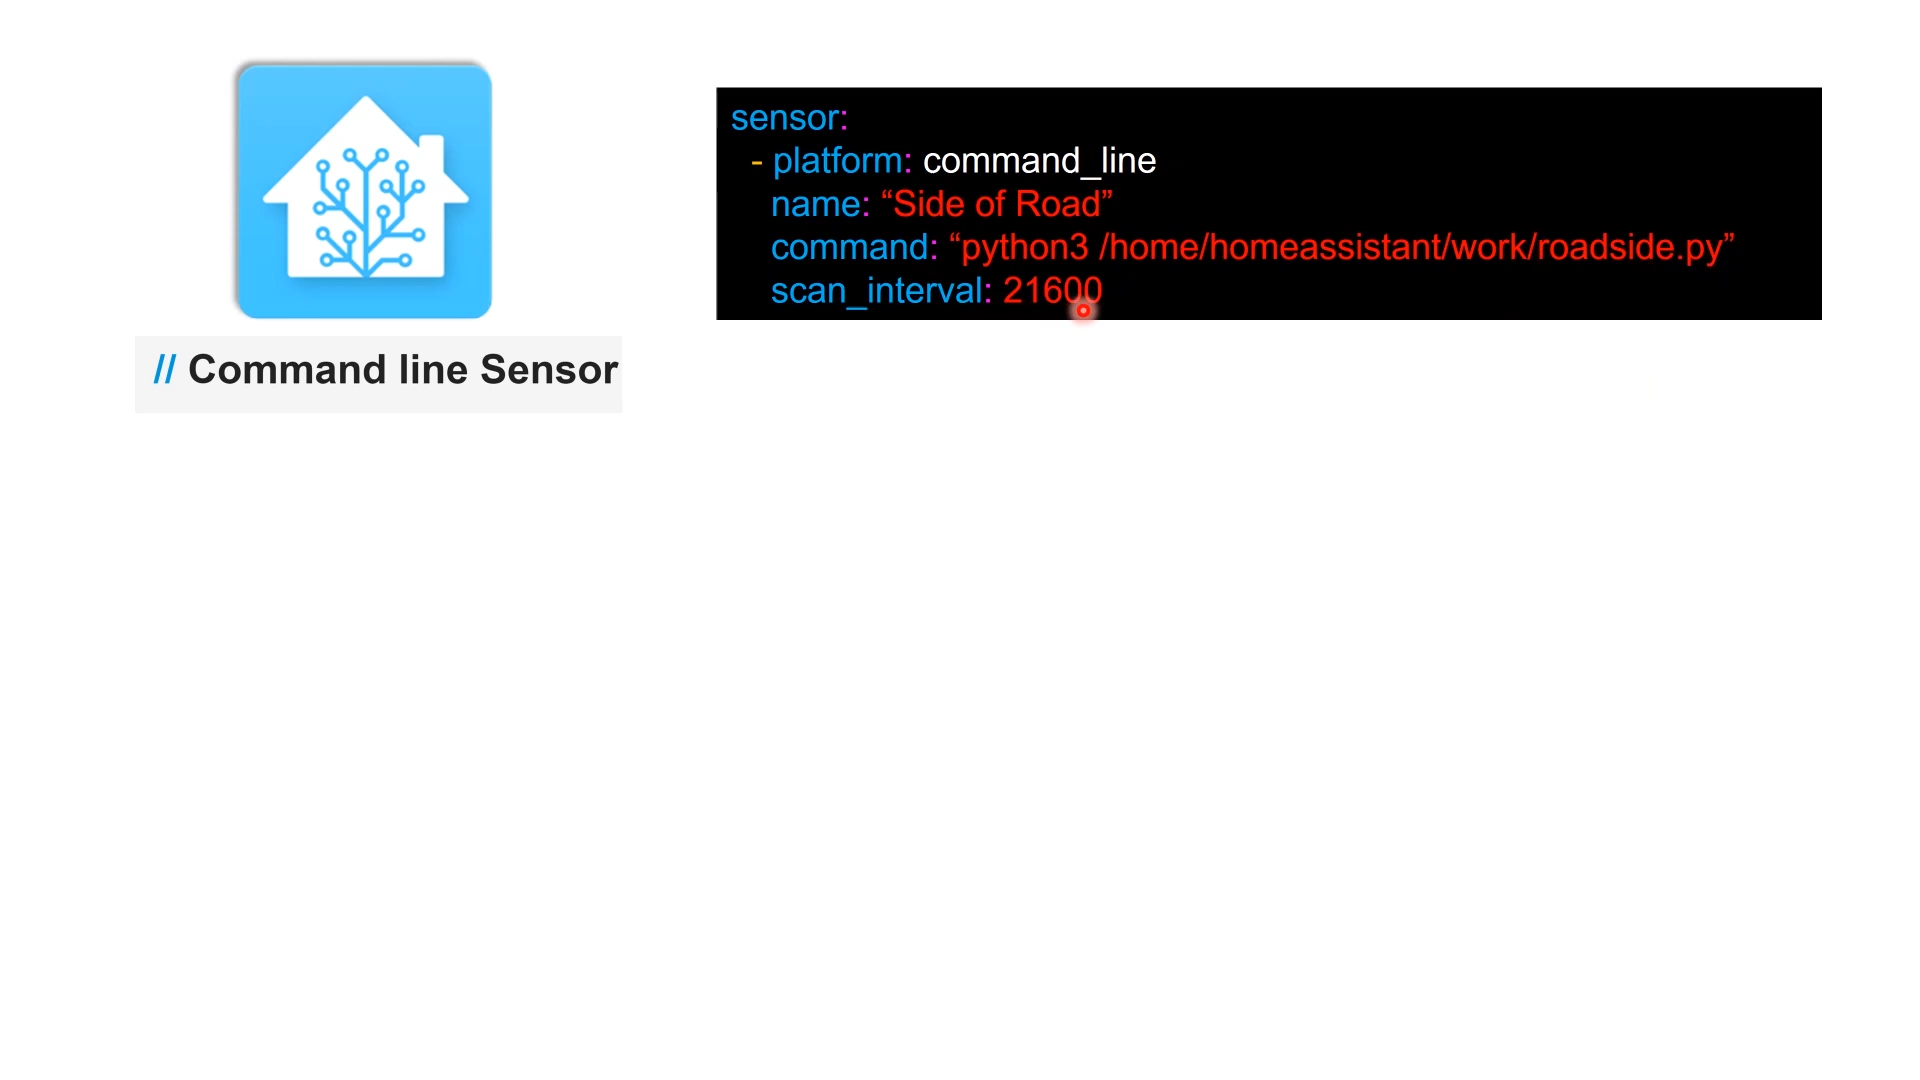 sensor:
- platform: command_line
name: “Side of Road”
command: “python3 /home/homeassistant/work/roadside.py”
scan_interval: 21600
// Command line Sensor